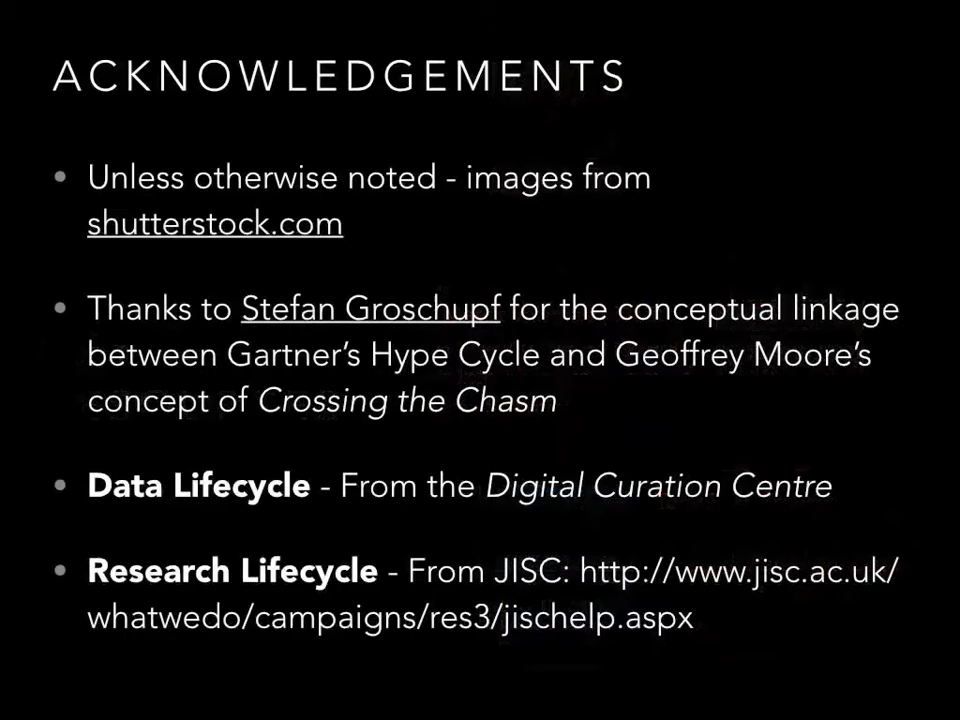 ACKNOWLEDGEMENTS
• Unless otherwise noted - images from
shutterstock.com
• Thanks to Stefan Groschupf for the conceptual linkage
between Gartner’s Hype Cycle and Geoffrey Moore’s
concept of Crossing the Chasm
• Data Lifecycle - From the Digital Curation Centre
• Research Lifecycle - From JISC: http://www.jisc.ac.uk/
whatwedo/campaigns/res3/jischelp.aspx